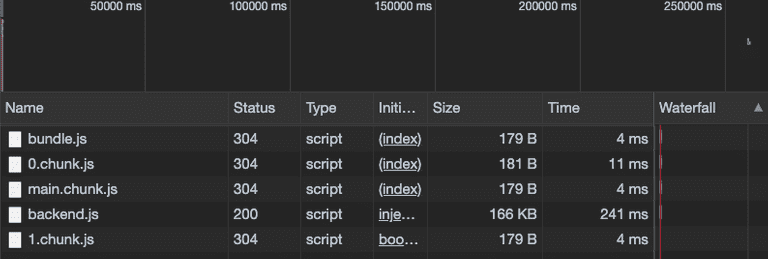 50000 ms 100000 ms 150000 ms 200000 ms 250000 ms
Name Status Type Initi... Size Time Waterfall
bundle.js 304 script (index) 179 B 4 ms
0.chunk.js 304 script (index) 181 B 11 ms
main.chunk.js 304 script (index) 179 B 4 ms
backend.js 200 script inje... 166 KB 241 ms
1.chunk.js 304 script boo... 179 B 4 ms